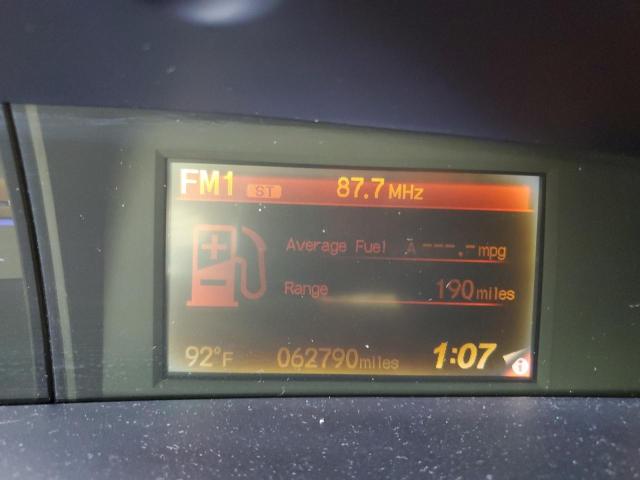 FM1 ST 87.7 MHz
Average Fuel A ---.- mpg
Range 190 miles
92°F 062790 miles 1:07 i